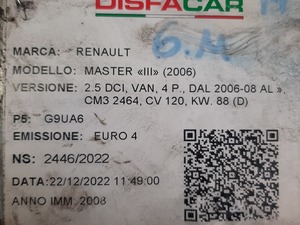 DISFACAR
G.M
MARCA: RENAULT
MODELLO: MASTER «III» (2006)
VERSIONE: 2.5 DCI, VAN, 4 P., DAL 2006-08 AL »,
CM3 2464, CV 120, KW. 88 (D)
P5: G9UA6
EMISSIONE: EURO 4
NS: 2446/2022
DATA:22/12/2022 11:49:00
ANNO IMM. 2008